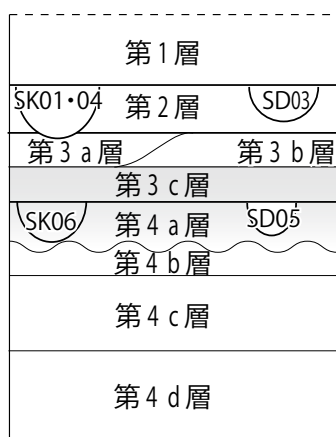 第1層
SK01・04 第2層 SD03
第3a層 第3b層
第3c層
SK06 第4a層 SD05
第4b層
第4c層
第4d層